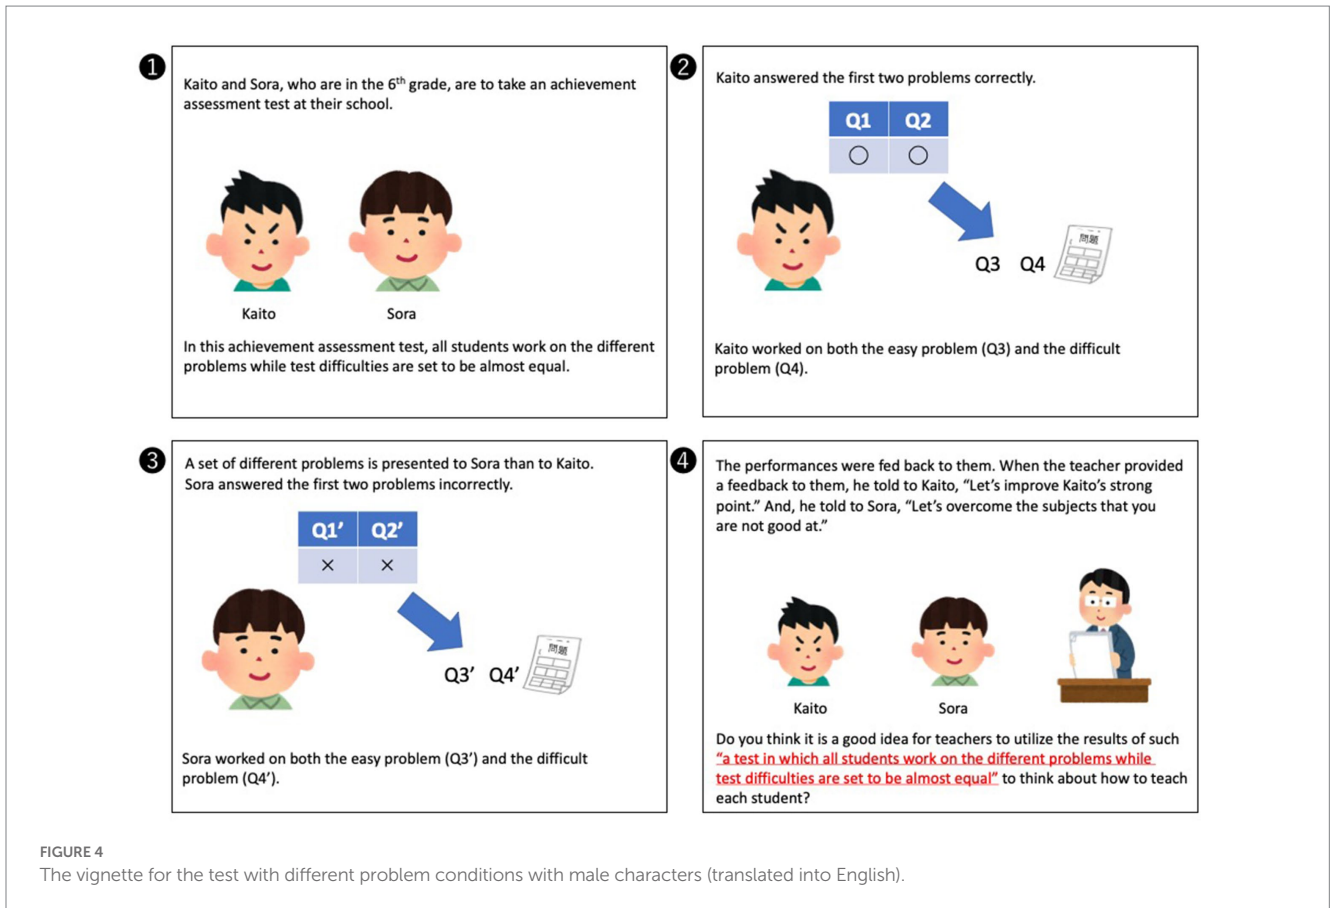 1
Kaito and Sora, who are in the 6th grade, are to take an achievement
assessment test at their school.
Kaito
Sora
In this achievement assessment test, all students work on the different
problems while test difficulties are set to be almost equal.
2
Kaito answered the first two problems correctly.
Q1 Q2
○ ○
Q3 Q4
問題
Kaito worked on both the easy problem (Q3) and the difficult
problem (Q4).
3
A set of different problems is presented to Sora than to Kaito.
Sora answered the first two problems incorrectly.
Q1′ Q2′
× ×
Q3′ Q4′
問題
Sora worked on both the easy problem (Q3′) and the difficult
problem (Q4′).
4
The performances were fed back to them. When the teacher provided
a feedback to them, he told to Kaito, “Let’s improve Kaito’s strong
point.” And, he told to Sora, “Let’s overcome the subjects that you
are not good at.”
Kaito
Sora
Do you think it is a good idea for teachers to utilize the results of such
“a test in which all students work on the different problems while
test difficulties are set to be almost equal” to think about how to teach
each student?
FIGURE 4
The vignette for the test with different problem conditions with male characters (translated into English).